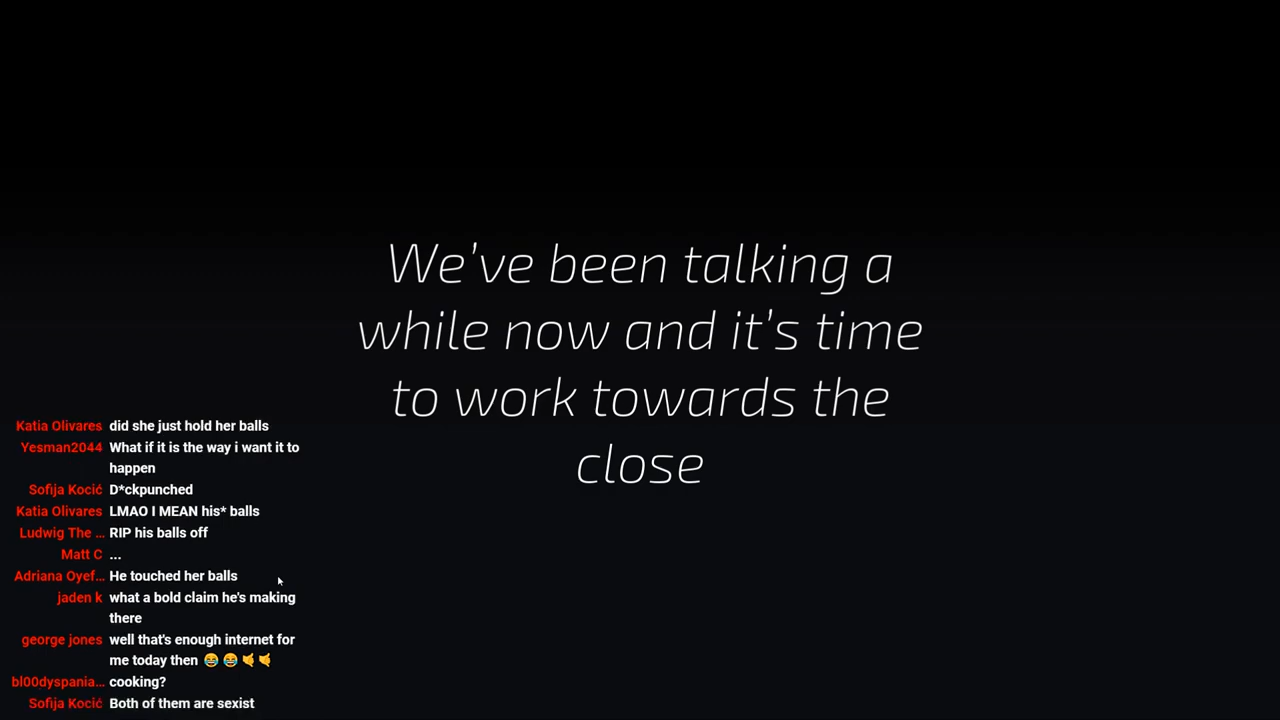 We've been talking a
while now and it's time
to work towards the
close
Katia Olivares did she just hold her balls
Yesman2044 What if it is the way i want it to
happen
Sofija Kocić D*ckpunched
Katia Olivares LMAO I MEAN his* balls
Ludwig The … RIP his balls off
Matt C ...
Adriana Oyef… He touched her balls
jaden k what a bold claim he's making
there
george jones well that's enough internet for
me today then 😂 😂 🤙 🤙
bl00dyspania… cooking?
Sofija Kocić Both of them are sexist